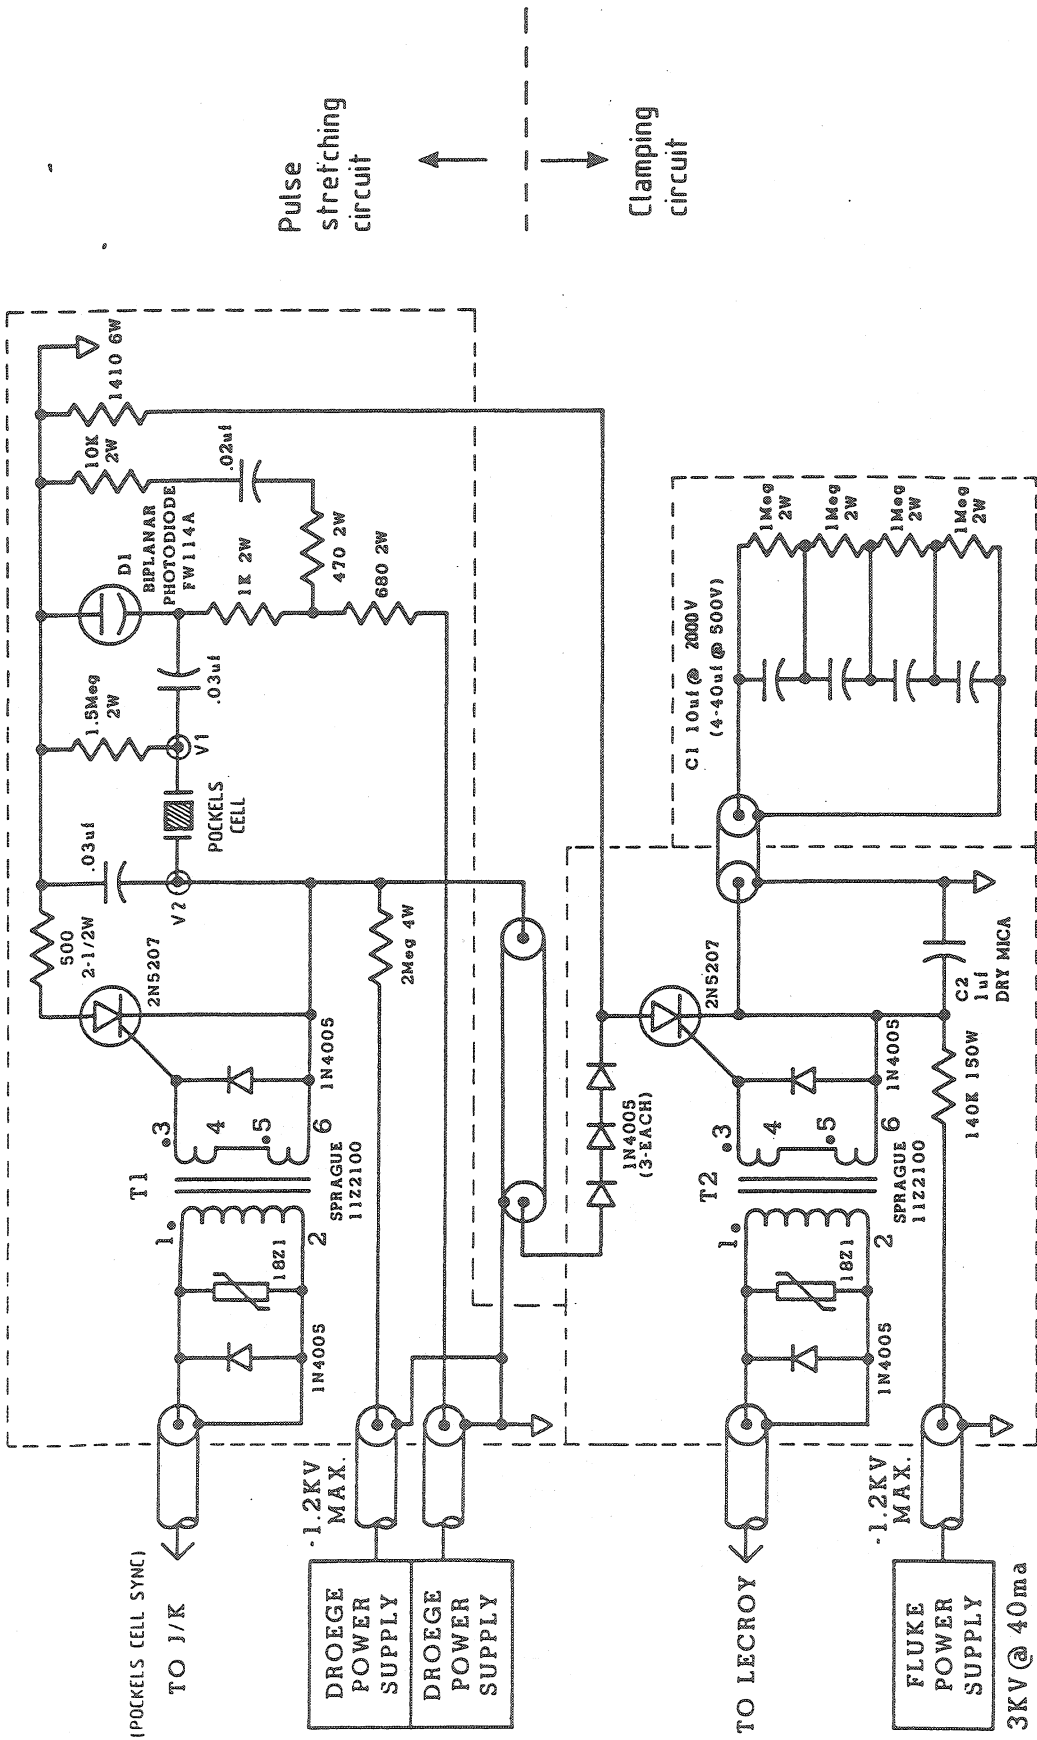 (POCKELS CELL SYNC)
TO J/K
DROEGE
POWER
SUPPLY
DROEGE
POWER
SUPPLY
-1.2KV
MAX.
1N4005
18Z1
1.
2
T1
SPRAGUE
11Z2100
.3
4
.5
6
1N4005
2N5207
500
2-1/2W
.03uf
V2
POCKELS
CELL
V1
1.5Meg
2W
.03uf
D1
BIPLANAR
PHOTODIODE
FW114A
1K 2W
10K
2W
.02uf
470 2W
680 2W
1410 6W
2Meg 4W
Pulse
stretching
circuit
Clamping
circuit
TO LECROY
FLUKE
POWER
SUPPLY
3KV @ 40ma
-1.2KV
MAX.
1N4005
18Z1
1.
2
T2
SPRAGUE
11Z2100
.3
4
.5
6
1N4005
1N4005
(3-EACH)
2N5207
140K 150W
C2
1uf
DRY MICA
C1 10uf @ 2000V
(4-40uf @ 500V)
1Meg
2W
1Meg
2W
1Meg
2W
1Meg
2W